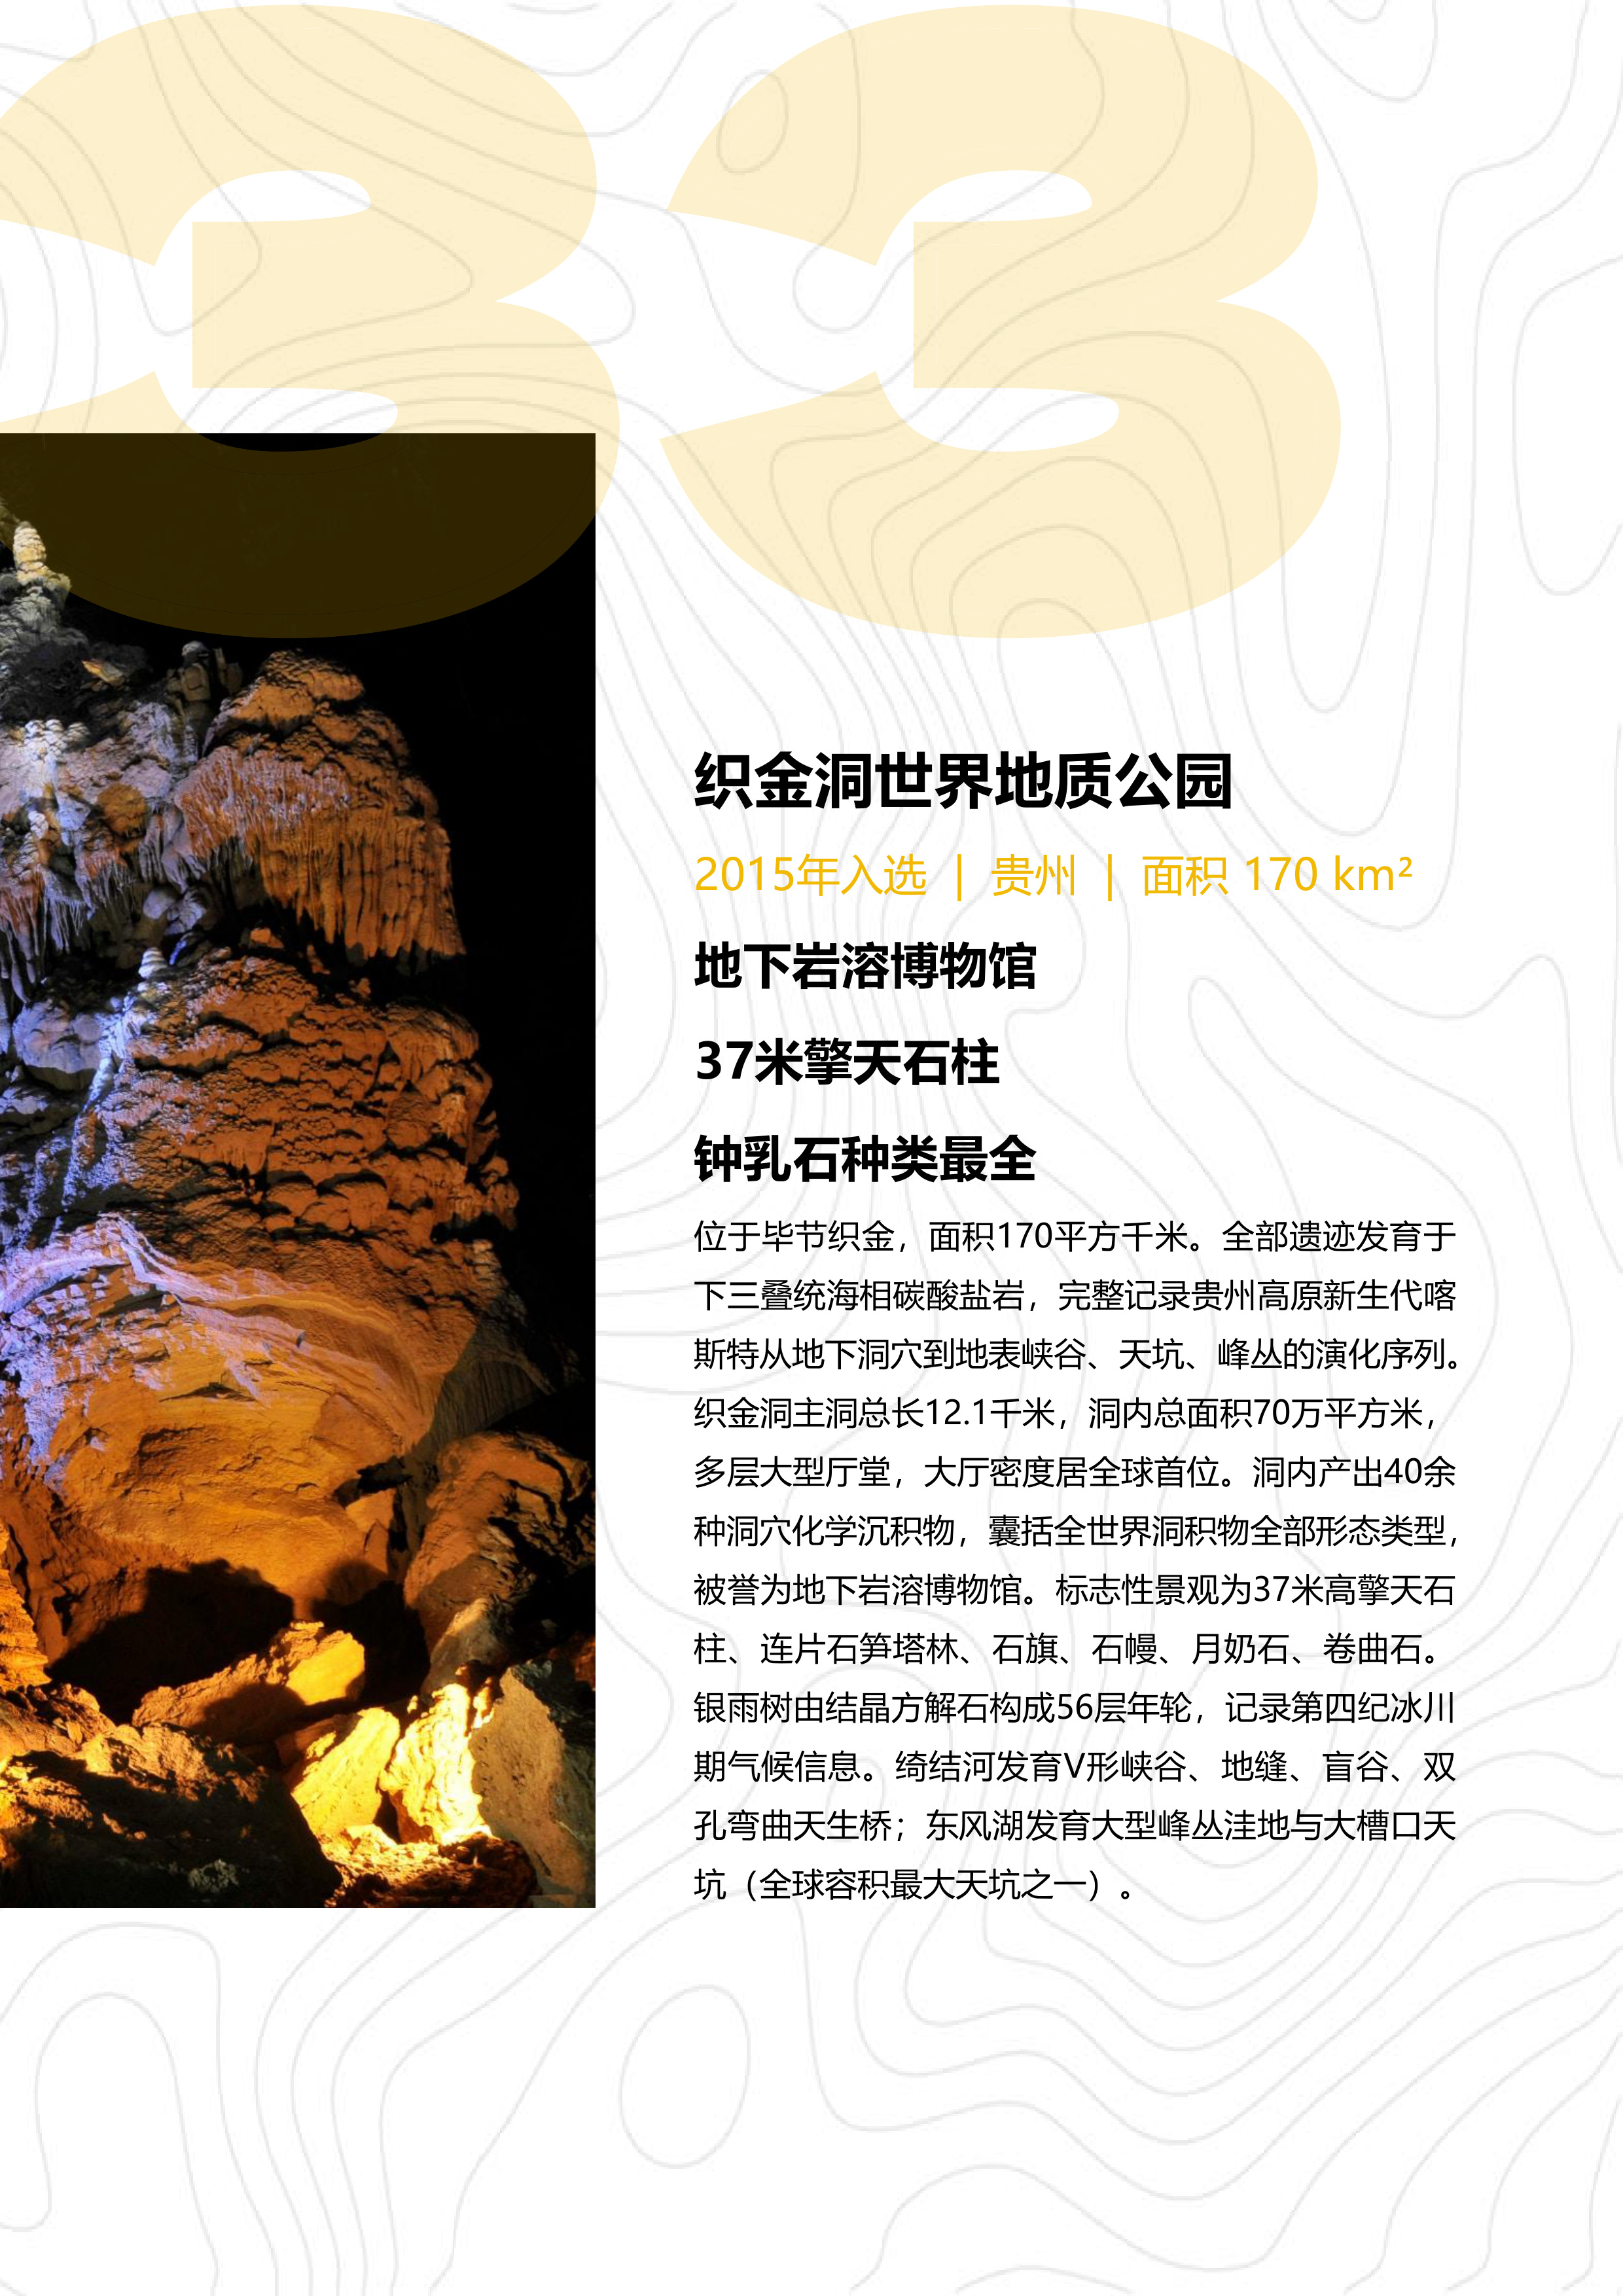 33
织金洞世界地质公园
2015年入选 | 贵州 | 面积 170 km²
地下岩溶博物馆
37米擎天石柱
钟乳石种类最全
位于毕节织金，面积170平方千米。全部遗迹发育于
下三叠统海相碳酸盐岩，完整记录贵州高原新生代喀
斯特从地下洞穴到地表峡谷、天坑、峰丛的演化序列。
织金洞主洞总长12.1千米，洞内总面积70万平方米，
多层大型厅堂，大厅密度居全球首位。洞内产出40余
种洞穴化学沉积物，囊括全世界洞积物全部形态类型，
被誉为地下岩溶博物馆。标志性景观为37米高擎天石
柱、连片石笋塔林、石旗、石幔、月奶石、卷曲石。
银雨树由结晶方解石构成56层年轮，记录第四纪冰川
期气候信息。绮结河发育V形峡谷、地缝、盲谷、双
孔弯曲天生桥；东风湖发育大型峰丛洼地与大槽口天
坑（全球容积最大天坑之一）。